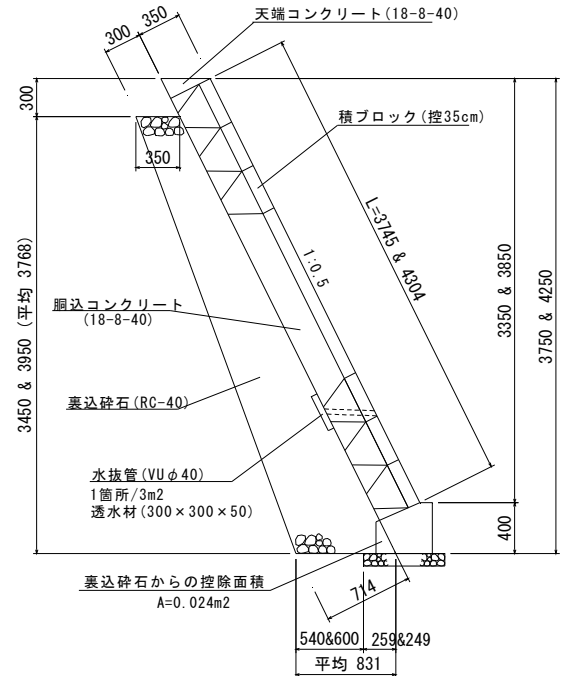 天端コンクリート(18-8-40)
300
350
300
350
積ブロック(控35cm)
L=3745 & 4304
1:0.5
3350 & 3850
3750 & 4250
3450 & 3950 (平均 3768)
胴込コンクリート
(18-8-40)
裏込砕石(RC-40)
水抜管(VUφ40)
1箇所/3m2
透水材(300×300×50)
400
裏込砕石からの控除面積
A=0.024m2
714
540&600
259&249
平均 831